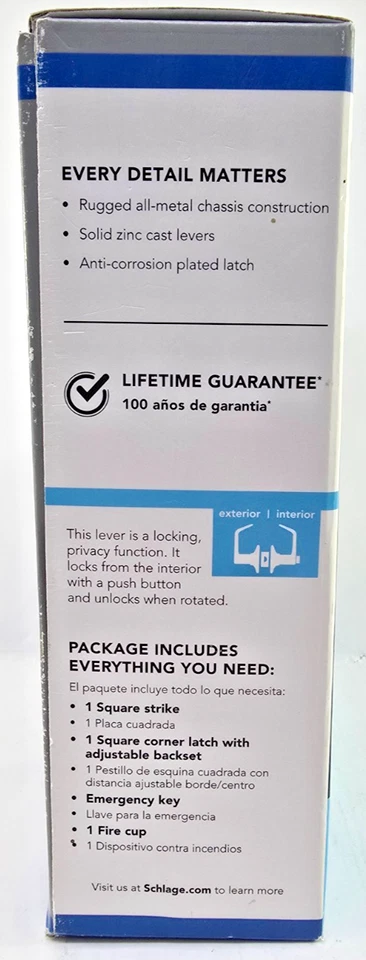 EVERY DETAIL MATTERS
• Rugged all-metal chassis construction
• Solid zinc cast levers
• Anti-corrosion plated latch
LIFETIME GUARANTEE*
100 años de garantia*
exterior | interior
This lever is a locking,
privacy function. It
locks from the interior
with a push button
and unlocks when rotated.
PACKAGE INCLUDES
EVERYTHING YOU NEED:
El paquete incluye todo lo que necesita:
• 1 Square strike
• 1 Placa cuadrada
• 1 Square corner latch with
adjustable backset
• 1 Pestillo de esquina cuadrada con
distancia ajustable borde/centro
• Emergency key
• Llave para la emergencia
• 1 Fire cup
• 1 Dispositivo contra incendios
Visit us at Schlage.com to learn more